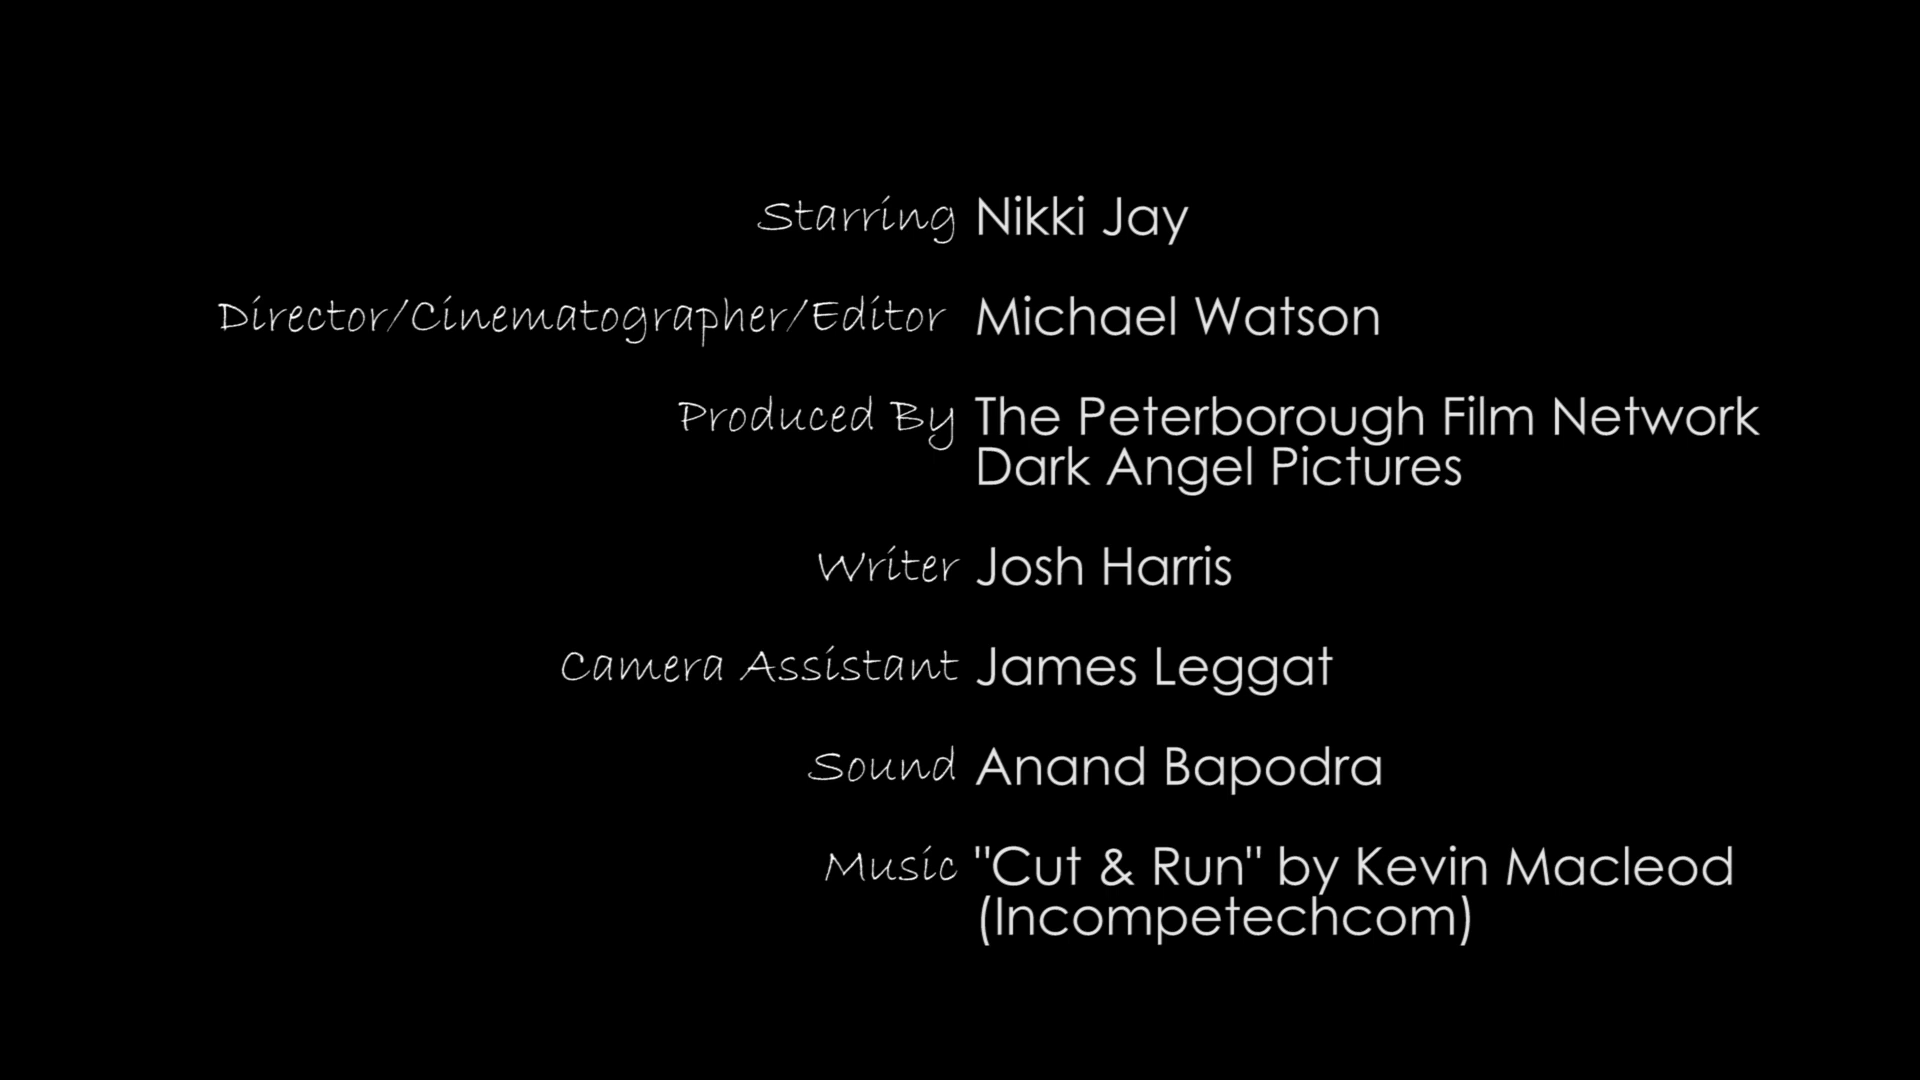 Starring Nikki Jay
Director/Cinematographer/Editor Michael Watson
Produced By The Peterborough Film Network
Dark Angel Pictures
Writer Josh Harris
Camera Assistant James Leggat
Sound Anand Bapodra
Music "Cut & Run" by Kevin Macleod
(Incompetechcom)